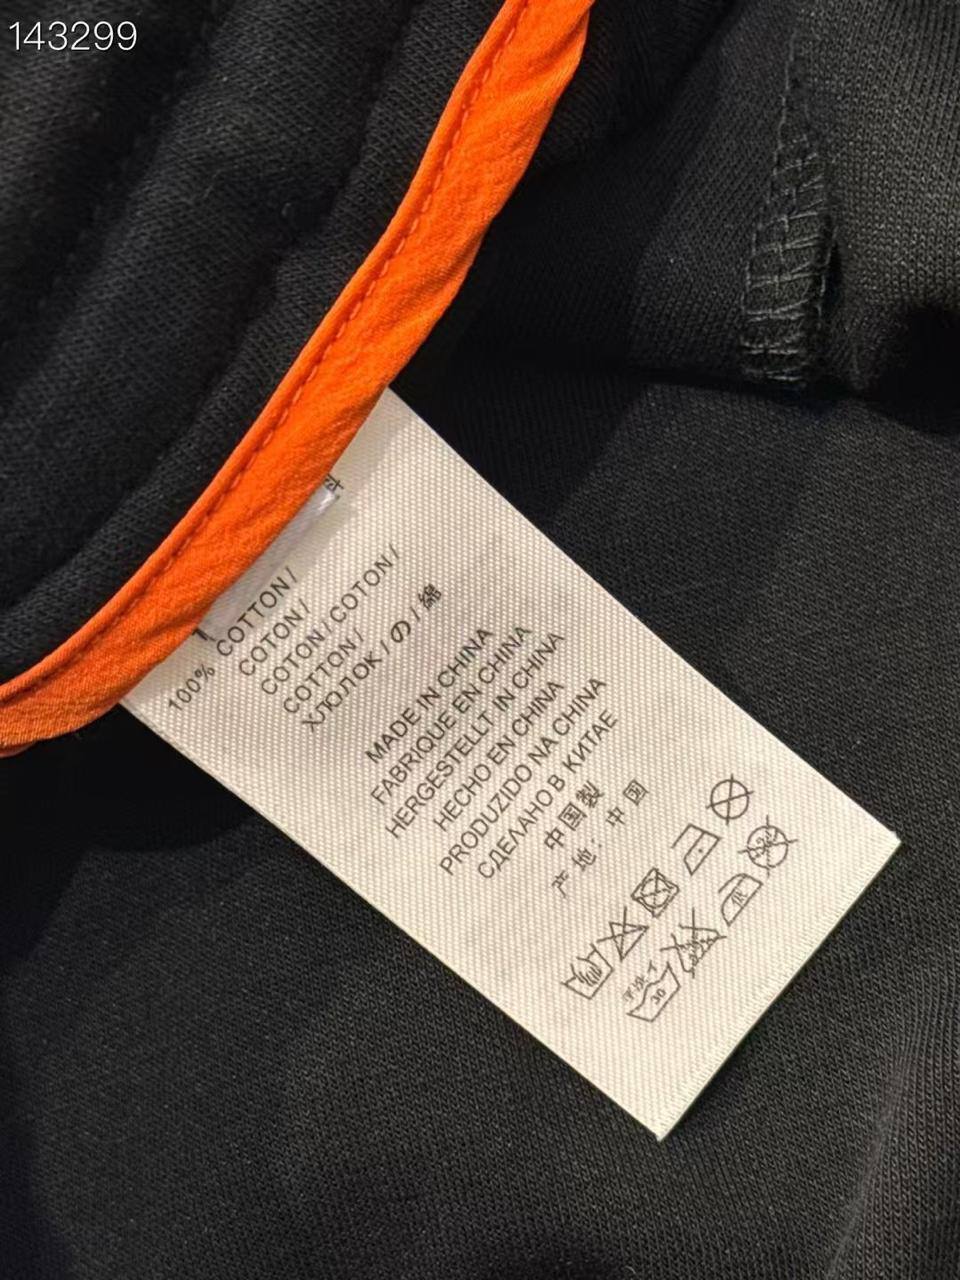 143299
100% COTTON /
COTON /
COTON / COTON /
COTTON /
ХЛОПОК / の / 綿
MADE IN CHINA
FABRIQUE EN CHINA
HERGESTELLT IN CHINA
HECHO EN CHINA
PRODUZIDO NA CHINA
СДЕЛАНО В КИТАЕ
中国製
产地：中国
30